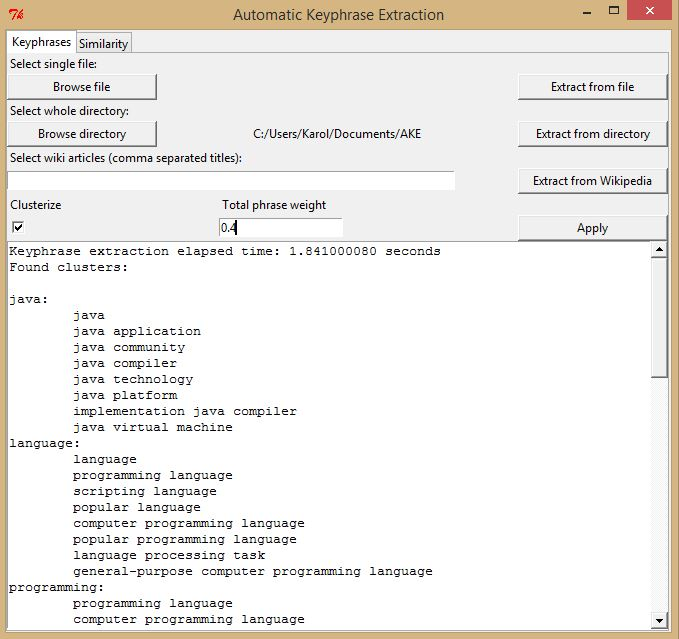 Automatic Keyphrase Extraction
Keyphrases Similarity
Select single file:
Browse file Extract from file
Select whole directory:
Browse directory C:/Users/Karol/Documents/AKE Extract from directory
Select wiki articles (comma separated titles):
Extract from Wikipedia
Clusterize Total phrase weight
0.4 Apply
Keyphrase extraction elapsed time: 1.841000080 seconds
Found clusters:
java:
java
java application
java community
java compiler
java technology
java platform
implementation java compiler
java virtual machine
language:
language
programming language
scripting language
popular language
computer programming language
popular programming language
language processing task
general-purpose computer programming language
programming:
programming language
computer programming language